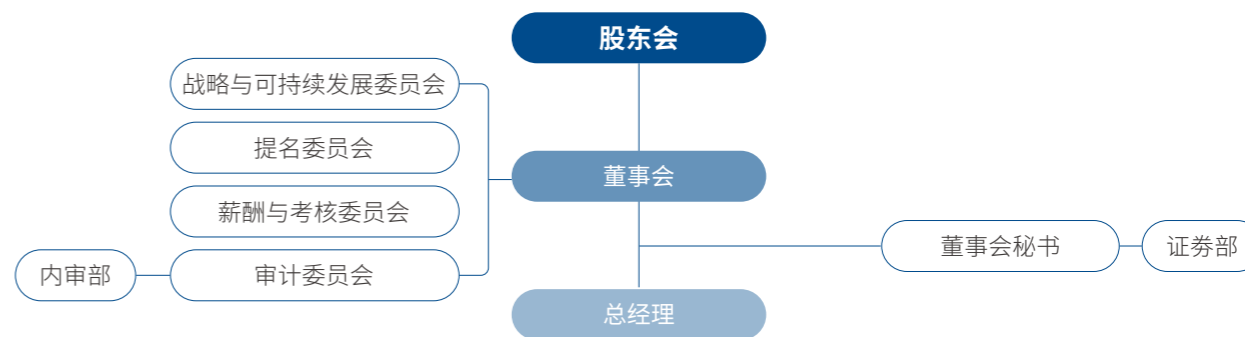 股东会
战略与可持续发展委员会
提名委员会
董事会
薪酬与考核委员会
董事会秘书
证券部
内审部
审计委员会
总经理